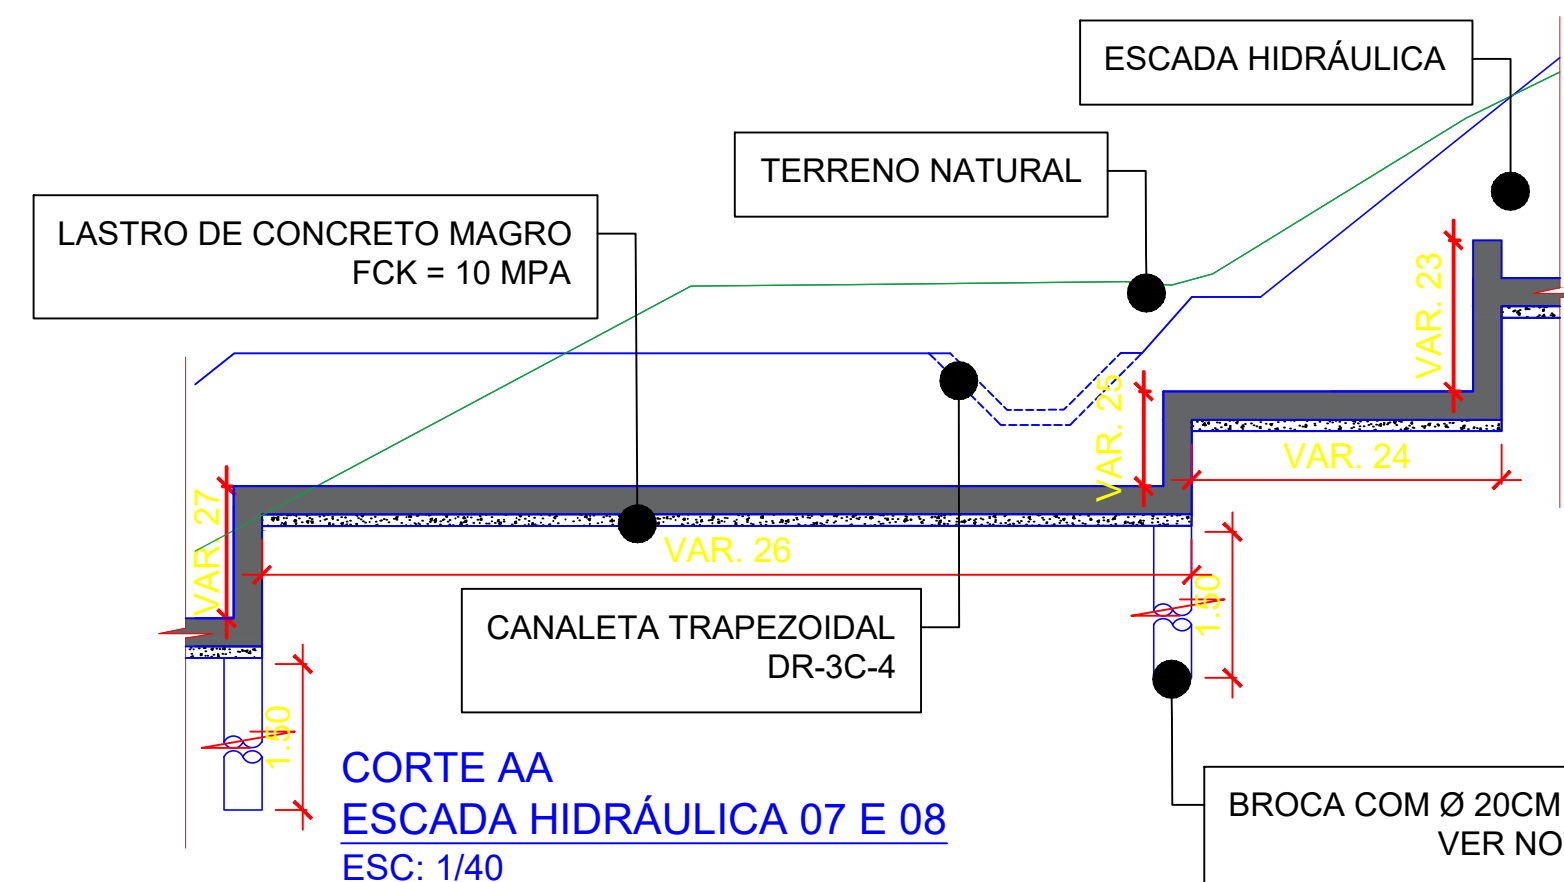 ESCADA HIDRÁULICA
TERRENO NATURAL
LASTRO DE CONCRETO MAGRO
FCK = 10 MPA
VAR. 23
VAR. 25
VAR. 24
VAR. 27
VAR. 26
1.50
CANALETA TRAPEZOIDAL
DR-3C-4
1.50
CORTE AA
ESCADA HIDRÁULICA 07 E 08
ESC: 1/40
BROCA COM Ø 20CM
VER NO